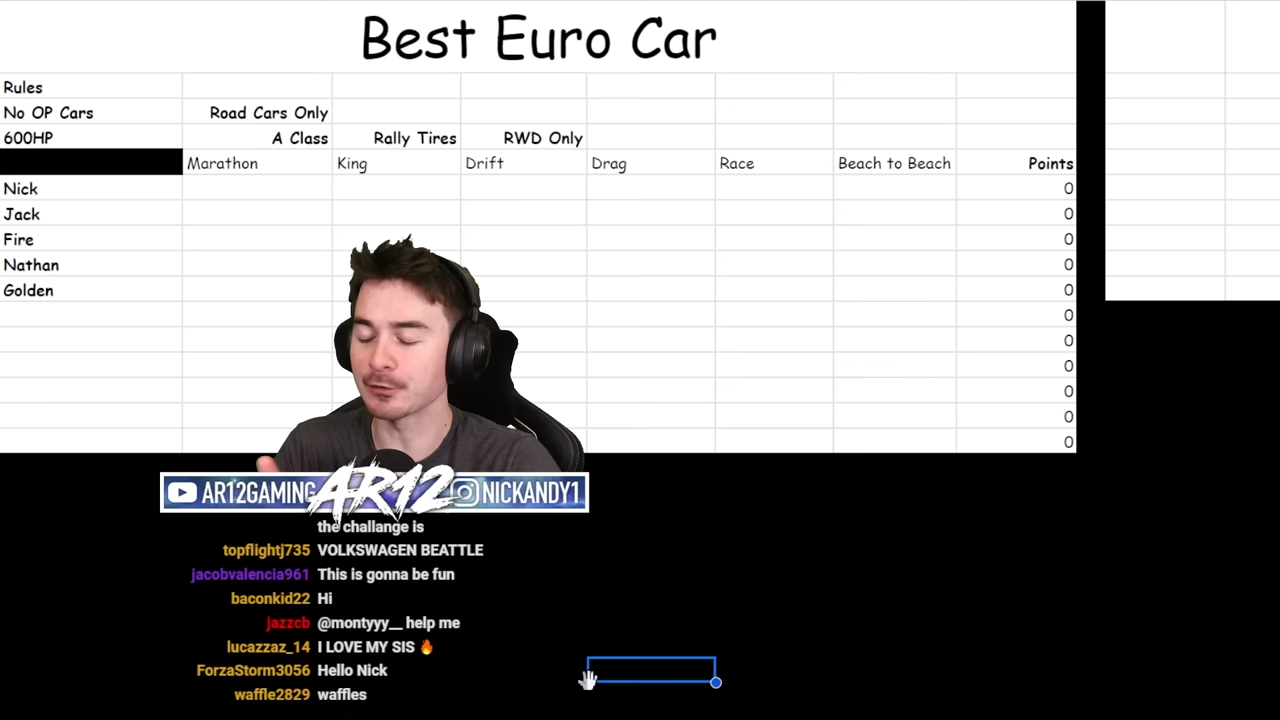 Best Euro Car
Rules
No OP Cars Road Cars Only
600HP A Class Rally Tires RWD Only
Marathon King Drift Drag Race Beach to Beach Points
Nick 0
Jack 0
Fire 0
Nathan 0
Golden 0
0
0
0
0
0
0
AR12GAMING AR12 NICKANDY1
the challange is
topflightj735 VOLKSWAGEN BEATTLE
jacobvalencia961 This is gonna be fun
baconkid22 Hi
jazzcb @montyyy__ help me
lucazzaz_14 I LOVE MY SIS 🔥
ForzaStorm3056 Hello Nick
waffle2829 waffles